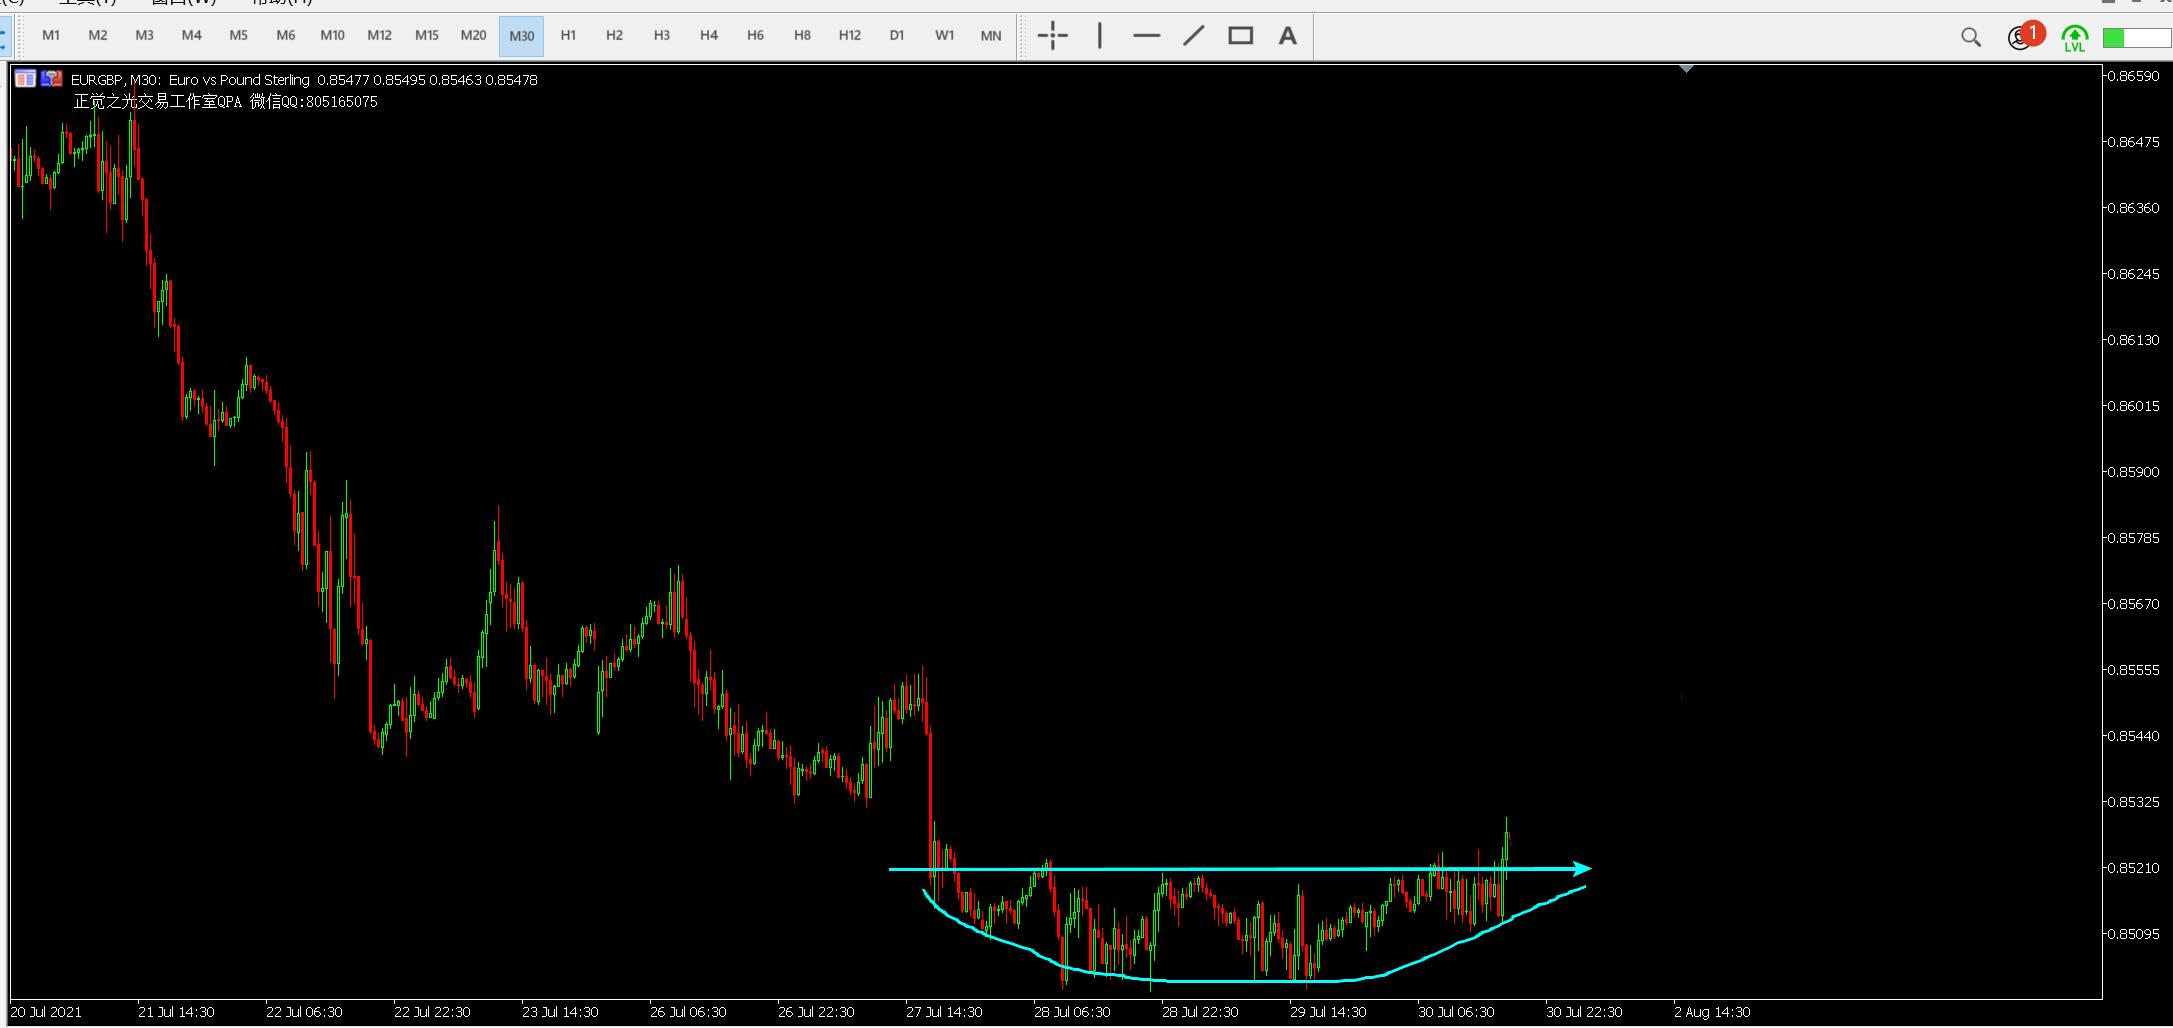 工具(T) 窗口(W) 帮助(H)
M1 M2 M3 M4 M5 M6 M10 M12 M15 M20 M30 H1 H2 H3 H4 H6 H8 H12 D1 W1 MN A 1 LVL
EURGBP, M30: Euro vs Pound Sterling 0.85477 0.85495 0.85463 0.85478
正觉之光交易工作室QPA 微信QQ:805165075
0.86590
0.86475
0.86360
0.86245
0.86130
0.86015
0.85900
0.85785
0.85670
0.85555
0.85440
0.85325
0.85210
0.85095
20 Jul 2021 21 Jul 14:30 22 Jul 06:30 22 Jul 22:30 23 Jul 14:30 26 Jul 06:30 26 Jul 22:30 27 Jul 14:30 28 Jul 06:30 28 Jul 22:30 29 Jul 14:30 30 Jul 06:30 30 Jul 22:30 2 Aug 14:30